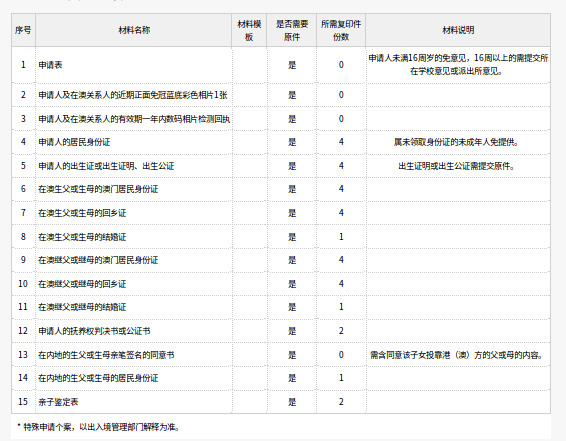 序号 材料名称 材料模板 是否需要原件 所需复印件份数 材料说明
1 申请表 是 0 申请人未满16周岁的免意见，16周以上的需提交所在学校意见或派出所意见。
2 申请人及在澳关系人的近期正面免冠蓝底彩色相片1张 是 0
3 申请人及在澳关系人的有效期一年内数码相片检测回执 是 0
4 申请人的居民身份证 是 4 属未领取身份证的未成年人免提供。
5 申请人的出生证或出生证明、出生公证 是 4 出生证明或出生公证需提交原件。
6 在澳生父或生母的澳门居民身份证 是 4
7 在澳生父或生母的回乡证 是 4
8 在澳生父或生母的结婚证 是 1
9 在澳继父或继母的澳门居民身份证 是 4
10 在澳继父或继母的回乡证 是 4
11 在澳继父或继母的结婚证 是 1
12 申请人的抚养权判决书或公证书 是 2
13 在内地的生父或生母亲笔签名的同意书 是 0 需含同意该子女投靠港（澳）方的父或母的内容。
14 在内地的生父或生母的居民身份证 是 1
15 亲子鉴定表 是 2
* 特殊申请个案，以出入境管理部门解释为准。